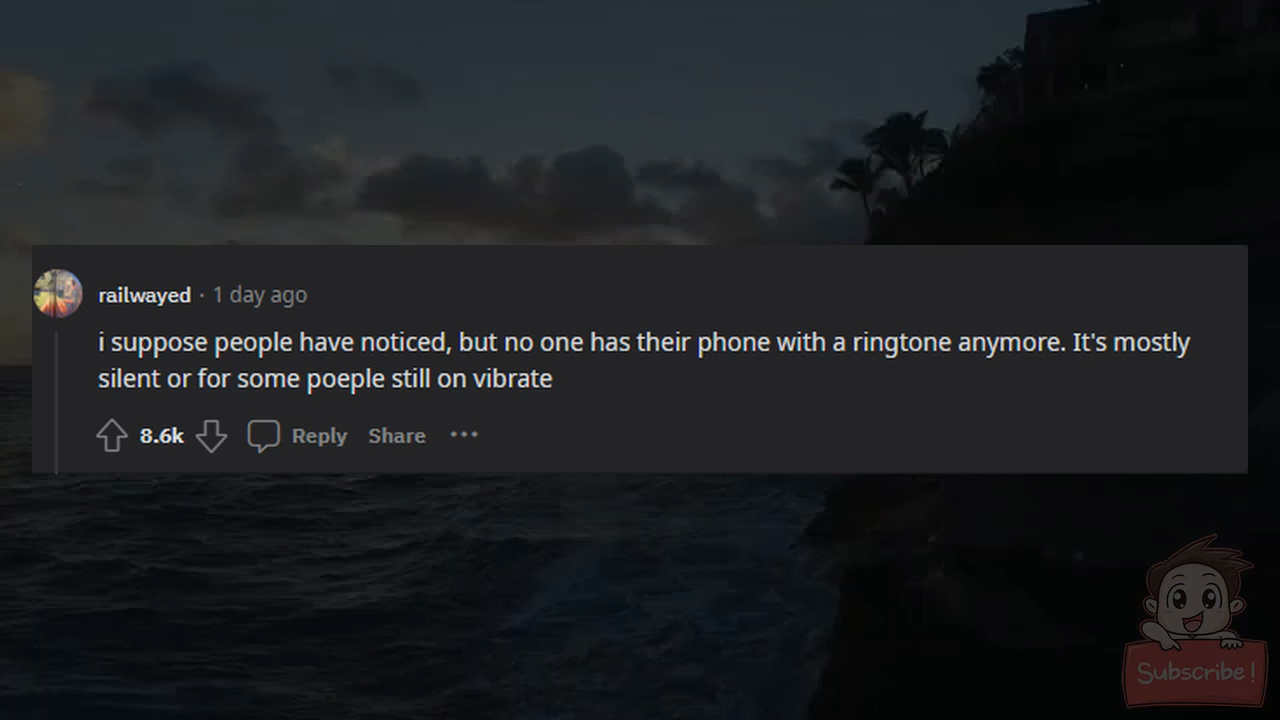 railwayed · 1 day ago
i suppose people have noticed, but no one has their phone with a ringtone anymore. It's mostly
silent or for some poeple still on vibrate
8.6k Reply Share ···
Subscribe!